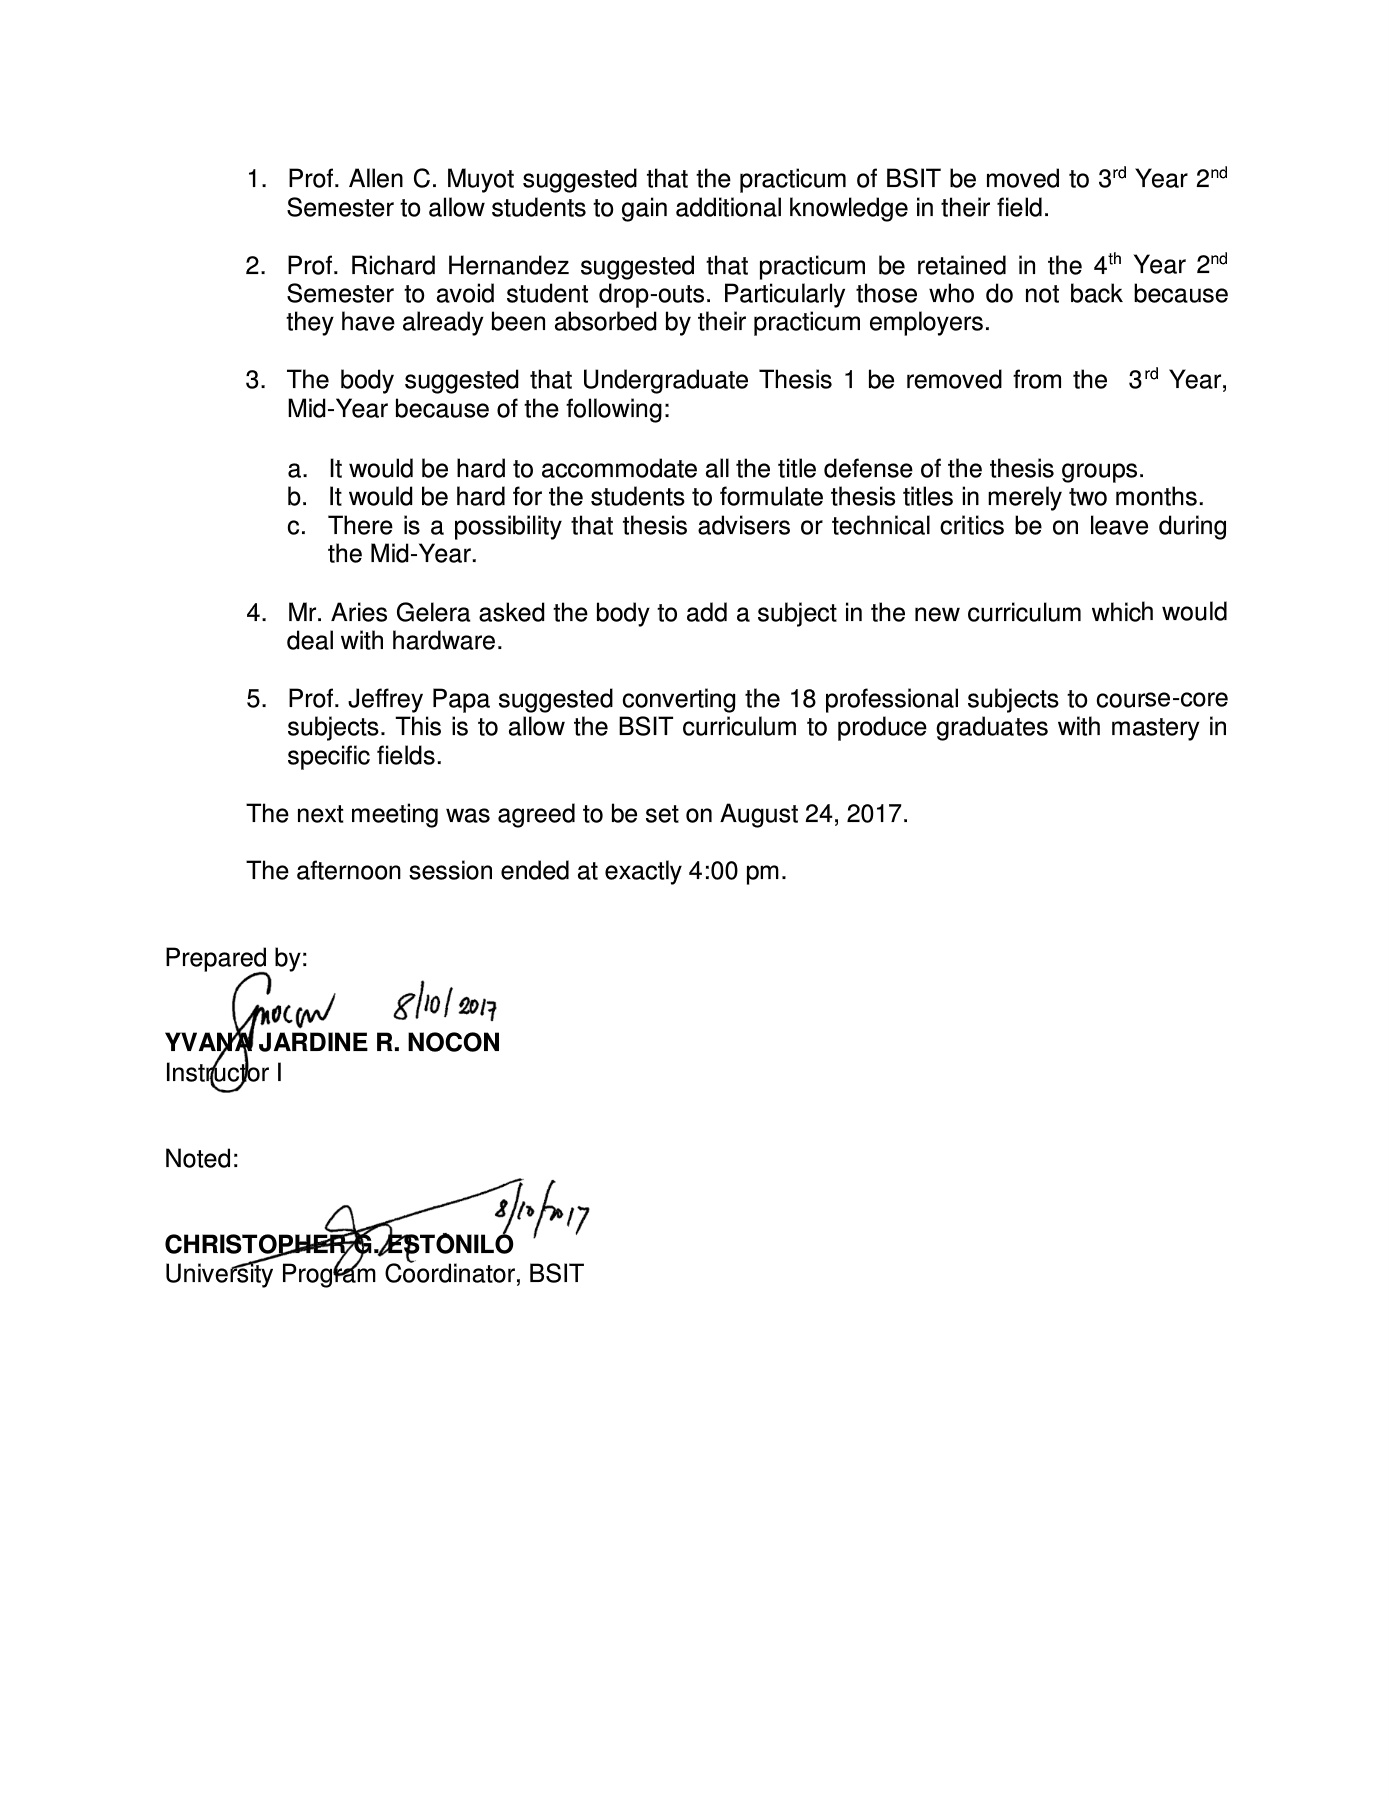 1. Prof. Allen C. Muyot suggested that the practicum of BSIT be moved to 3rd Year 2nd
Semester to allow students to gain additional knowledge in their field.
2. Prof. Richard Hernandez suggested that practicum be retained in the 4th Year 2nd
Semester to avoid student drop-outs. Particularly those who do not back because
they have already been absorbed by their practicum employers.
3. The body suggested that Undergraduate Thesis 1 be removed from the 3rd Year,
Mid-Year because of the following:
a. It would be hard to accommodate all the title defense of the thesis groups.
b. It would be hard for the students to formulate thesis titles in merely two months.
c. There is a possibility that thesis advisers or technical critics be on leave during
the Mid-Year.
4. Mr. Aries Gelera asked the body to add a subject in the new curriculum which would
deal with hardware.
5. Prof. Jeffrey Papa suggested converting the 18 professional subjects to course-core
subjects. This is to allow the BSIT curriculum to produce graduates with mastery in
specific fields.
The next meeting was agreed to be set on August 24, 2017.
The afternoon session ended at exactly 4:00 pm.
Prepared by:
8/10/2017
YVANA JARDINE R. NOCON
Instructor I
Noted:
8/10/2017
CHRISTOPHER G. ESTONILO
University Program Coordinator, BSIT